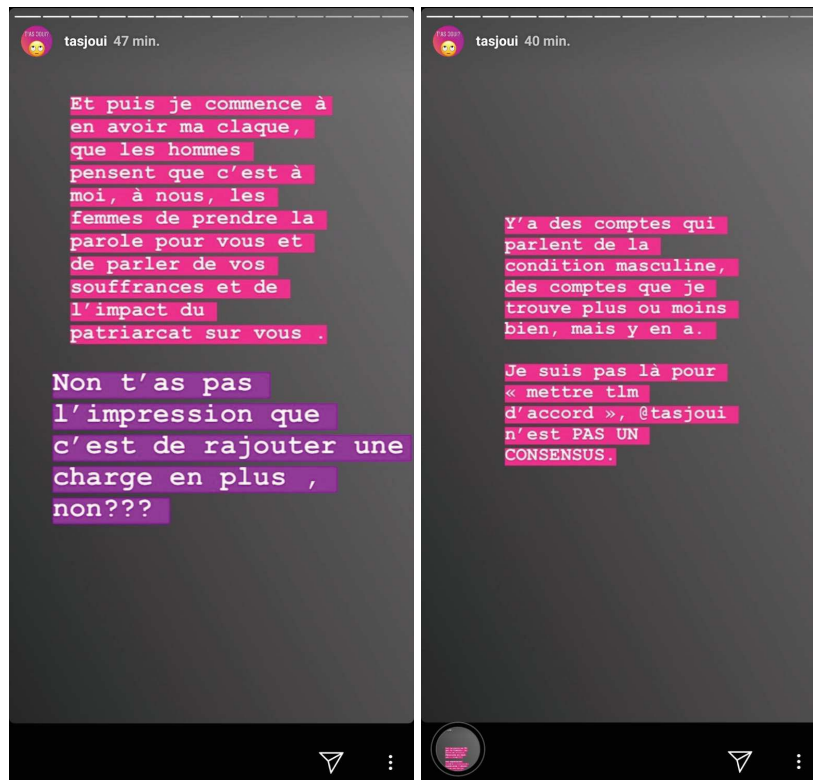 tasjoui 47 min.
Et puis je commence à
en avoir ma claque,
que les hommes
pensent que c'est à
moi, à nous, les
femmes de prendre la
parole pour vous et
de parler de vos
souffrances et de
l'impact du
patriarcat sur vous .
Non t'as pas
l'impression que
c'est de rajouter une
charge en plus ,
non???
tasjoui 40 min.
Y'a des comptes qui
parlent de la
condition masculine,
des comptes que je
trouve plus ou moins
bien, mais y en a.
Je suis pas là pour
« mettre tlm
d'accord », @tasjoui
n'est PAS UN
CONSENSUS.